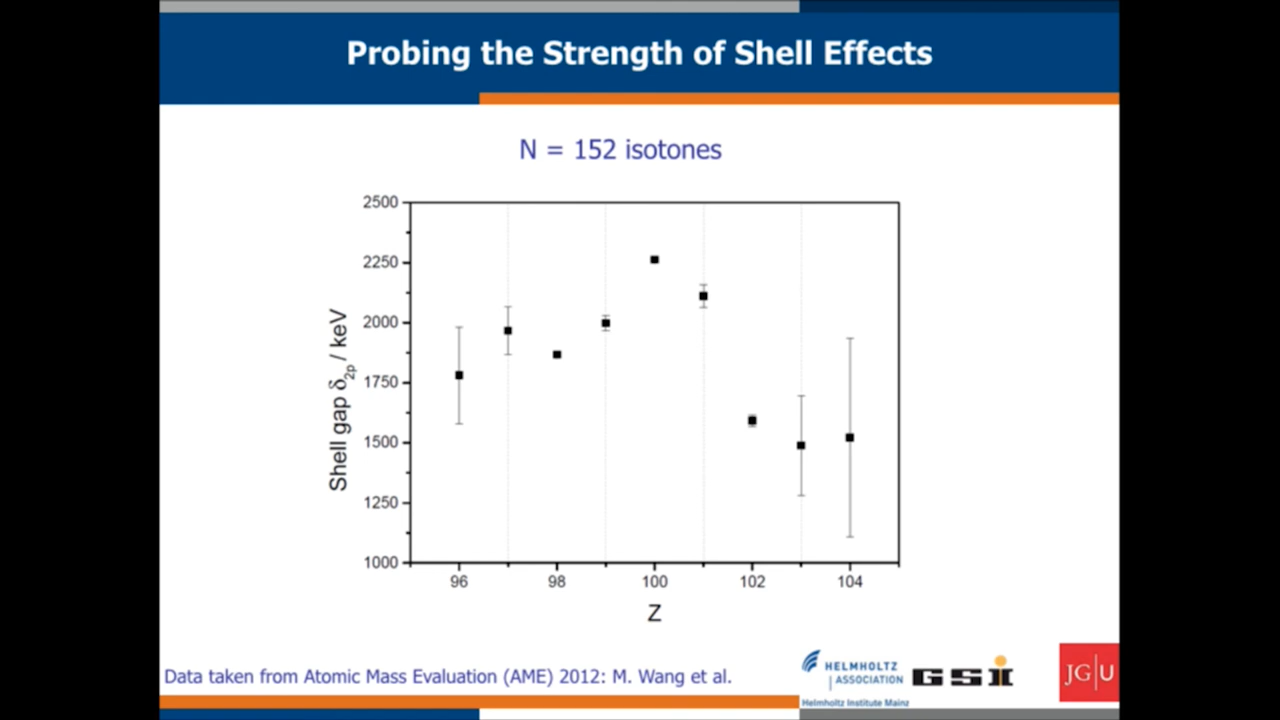 Probing the Strength of Shell Effects
N = 152 isotones
2500
2250
2000
1750
1500
1250
1000
Shell gap δ2p / keV
96 98 100 102 104
Z
Data taken from Atomic Mass Evaluation (AME) 2012: M. Wang et al.
HELMHOLTZ
ASSOCIATION
Helmholtz Institute Mainz
GSI
JG|U